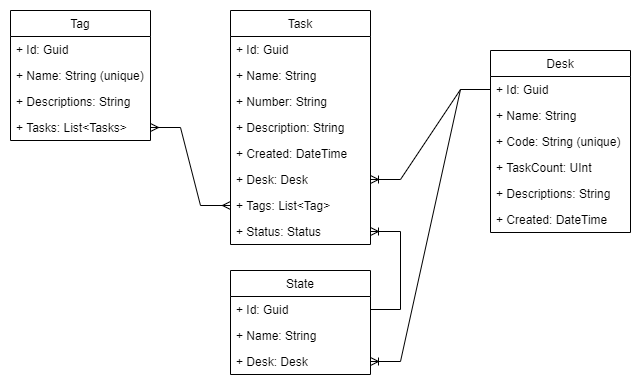 Tag
+ Id: Guid
+ Name: String (unique)
+ Descriptions: String
+ Tasks: List<Tasks>
Task
+ Id: Guid
+ Name: String
+ Number: String
+ Description: String
+ Created: DateTime
+ Desk: Desk
+ Tags: List<Tag>
+ Status: Status
State
+ Id: Guid
+ Name: String
+ Desk: Desk
Desk
+ Id: Guid
+ Name: String
+ Code: String (unique)
+ TaskCount: UInt
+ Descriptions: String
+ Created: DateTime